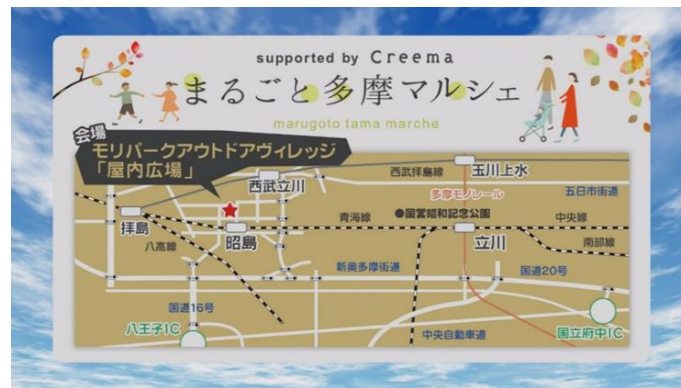 supported by Creema
まるごと多摩マルシェ
marugoto tama marche
会場
モリパークアウトドアヴィレッジ
「屋内広場」
西武立川
西武拝島線
玉川上水
五日市街道
多摩モノレール
拝島
八高線
昭島
青海線
●国営昭和記念公園
立川
中央線
南部線
新奥多摩街道
国道20号
国道16号
八王子IC
中央自動車道
国立府中IC